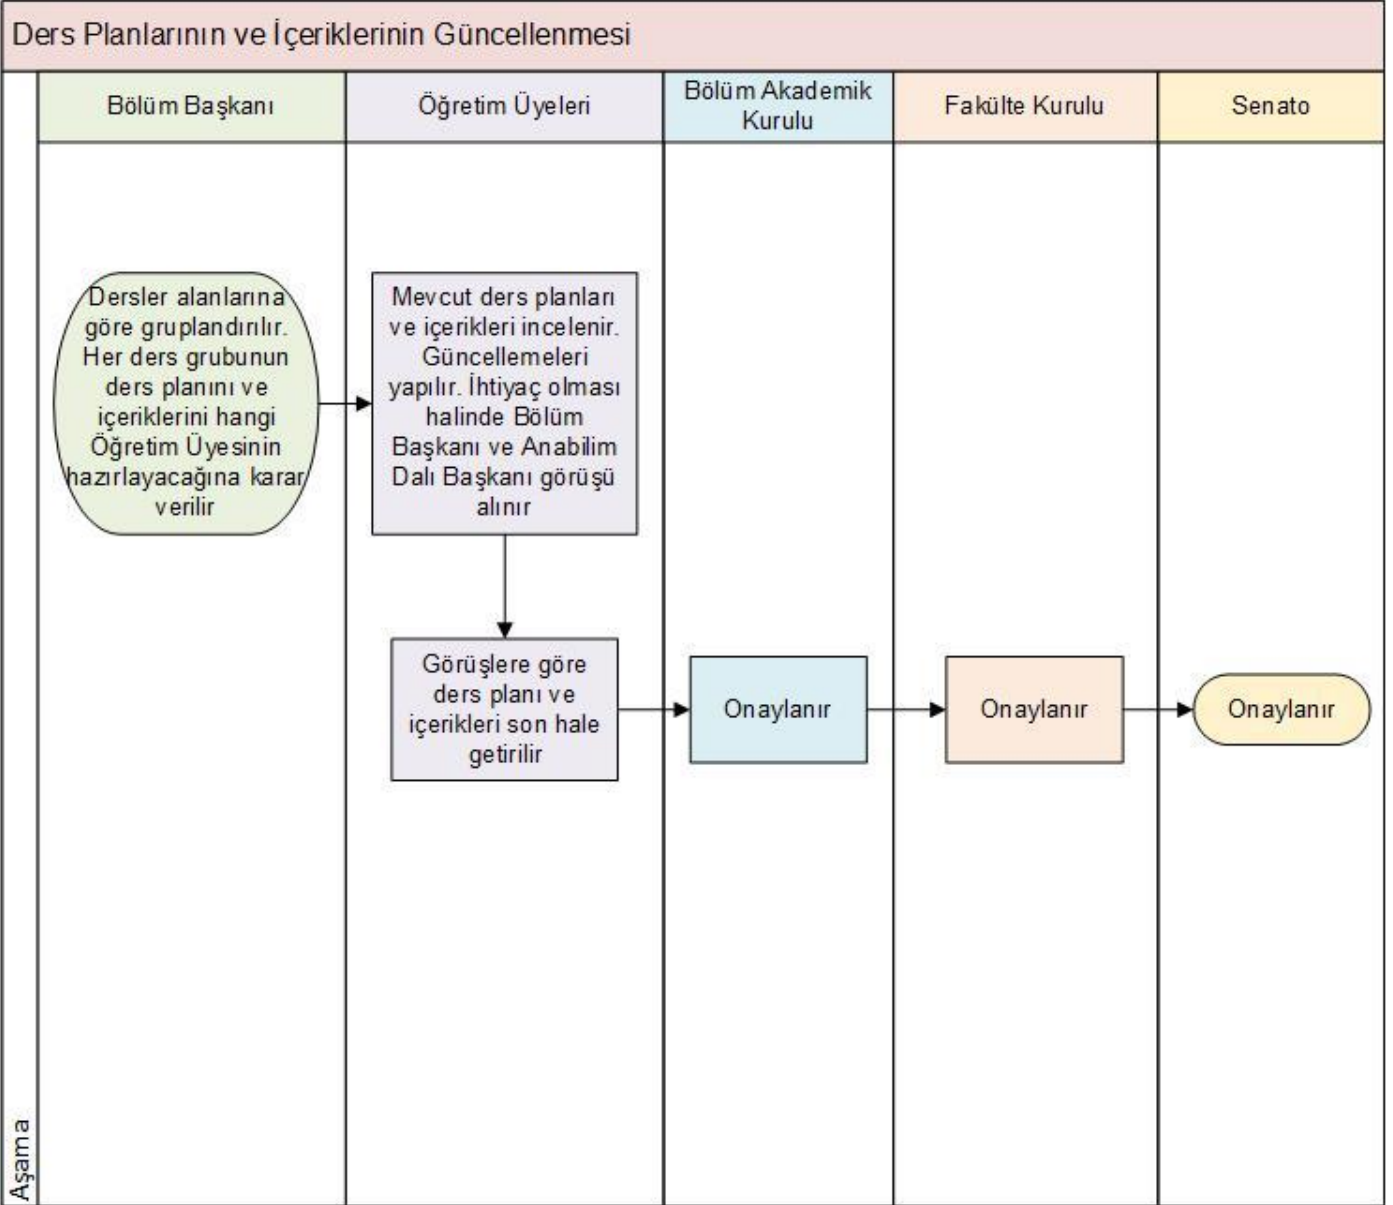 Ders Planlarının ve İçeriklerinin Güncellenmesi
Bölüm Başkanı
Öğretim Üyeleri
Bölüm Akademik
Kurulu
Fakülte Kurulu
Senato
Dersler alanlarına
göre gruplandırılır.
Her ders grubunun
ders planını ve
içeriklerini hangi
Öğretim Üyesinin
hazırlayacağına karar
verilir
Mevcut ders planları
ve içerikleri incelenir.
Güncellemeleri
yapılır. İhtiyaç olması
halinde Bölüm
Başkanı ve Anabilim
Dalı Başkanı görüşü
alınır
Görüşlere göre
ders planı ve
içerikleri son hale
getirilir
Onaylanır
Onaylanır
Onaylanır
Aşama